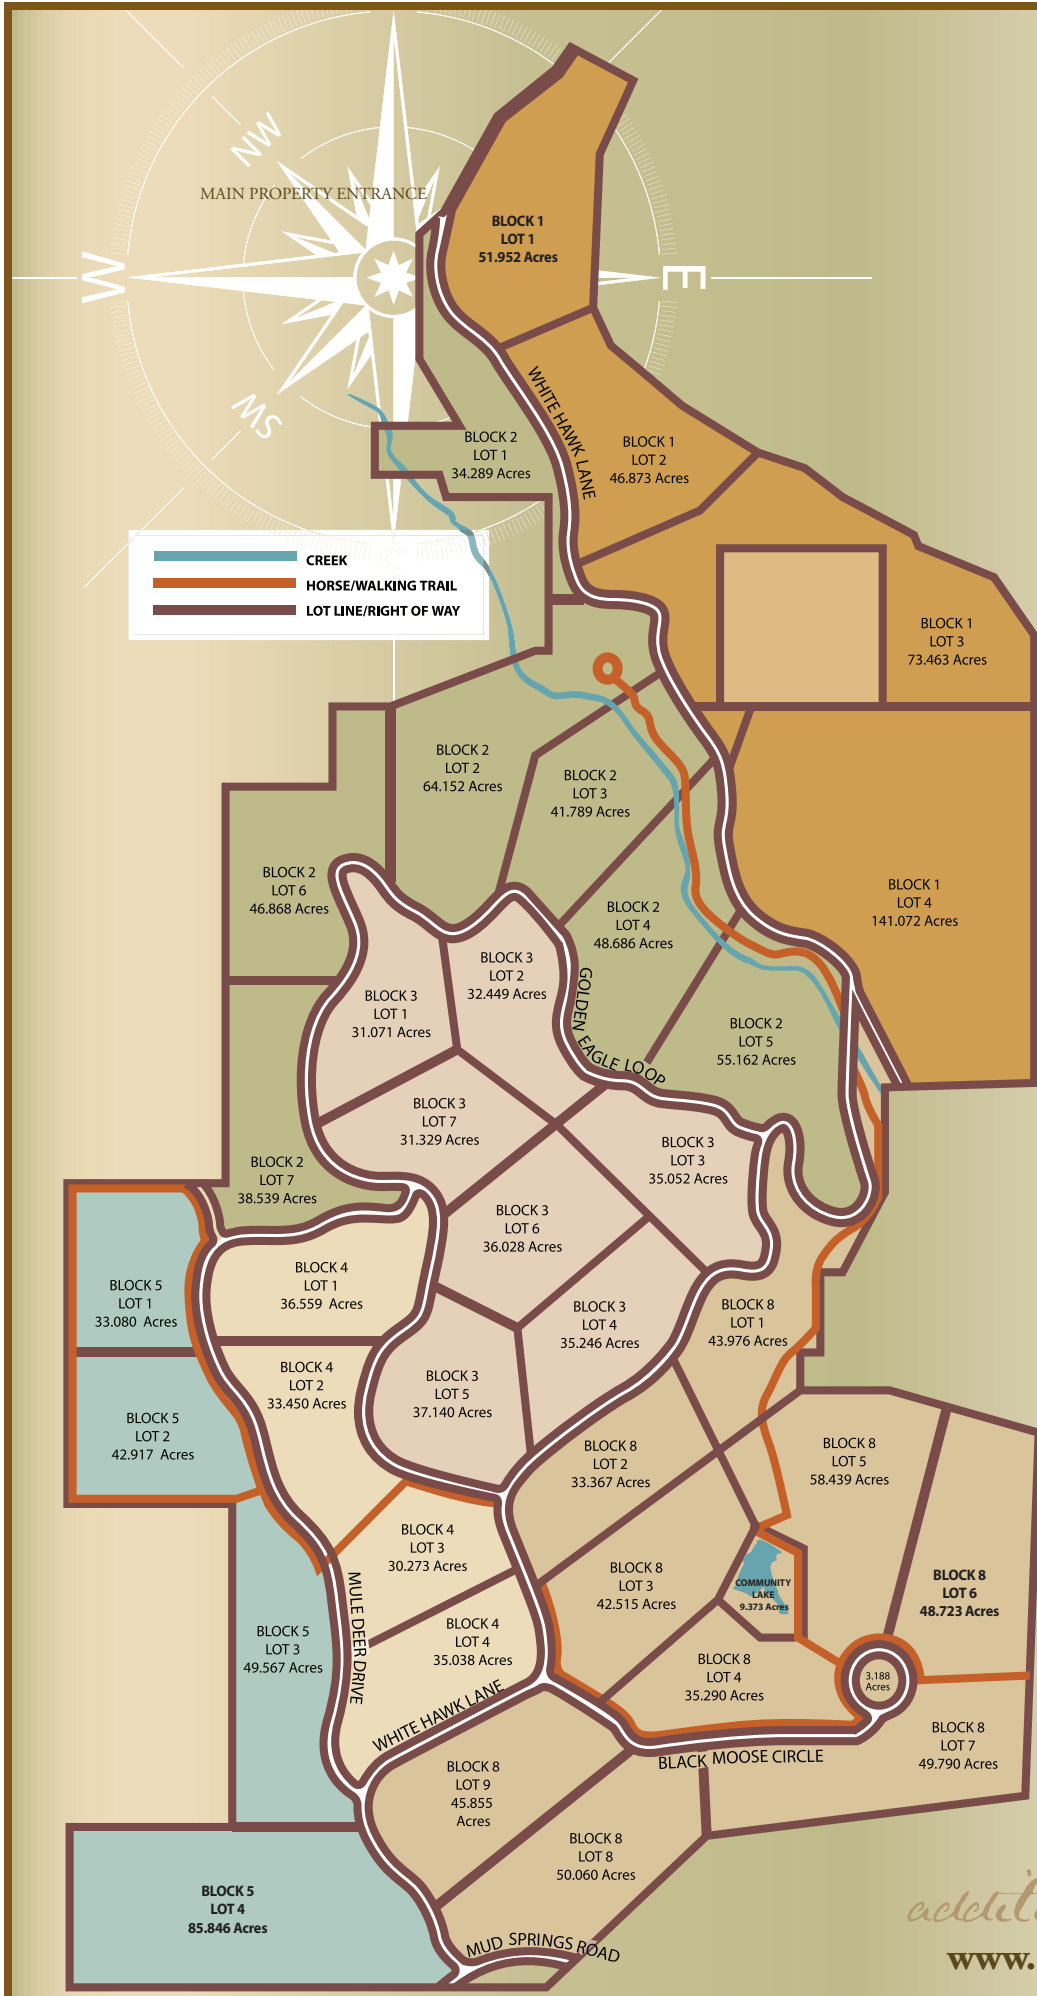 NW
MAIN PROPERTY ENTRANCE
W
E
SW
S
BLOCK 1
LOT 1
51.952 Acres
WHITE HAWK LANE
BLOCK 2
LOT 1
34.289 Acres
BLOCK 1
LOT 2
46.873 Acres
CREEK
HORSE/WALKING TRAIL
LOT LINE/RIGHT OF WAY
BLOCK 1
LOT 3
73.463 Acres
BLOCK 2
LOT 2
64.152 Acres
BLOCK 2
LOT 3
41.789 Acres
BLOCK 2
LOT 6
46.868 Acres
BLOCK 1
LOT 4
141.072 Acres
BLOCK 2
LOT 4
48.686 Acres
BLOCK 3
LOT 2
32.449 Acres
BLOCK 3
LOT 1
31.071 Acres
GOLDEN EAGLE LOOP
BLOCK 2
LOT 5
55.162 Acres
BLOCK 3
LOT 7
31.329 Acres
BLOCK 3
LOT 3
35.052 Acres
BLOCK 2
LOT 7
38.539 Acres
BLOCK 3
LOT 6
36.028 Acres
BLOCK 4
LOT 1
36.559 Acres
BLOCK 5
LOT 1
33.080 Acres
BLOCK 3
LOT 4
35.246 Acres
BLOCK 8
LOT 1
43.976 Acres
BLOCK 4
LOT 2
33.450 Acres
BLOCK 3
LOT 5
37.140 Acres
BLOCK 5
LOT 2
42.917 Acres
BLOCK 8
LOT 2
33.367 Acres
BLOCK 8
LOT 5
58.439 Acres
BLOCK 4
LOT 3
30.273 Acres
BLOCK 8
LOT 3
42.515 Acres
COMMUNITY
LAKE
9.373 Acres
BLOCK 8
LOT 6
48.723 Acres
MULE DEER DRIVE
BLOCK 5
LOT 3
49.567 Acres
BLOCK 4
LOT 4
35.038 Acres
BLOCK 8
LOT 4
35.290 Acres
3.188
Acres
WHITE HAWK LANE
BLACK MOOSE CIRCLE
BLOCK 8
LOT 7
49.790 Acres
BLOCK 8
LOT 9
45.855
Acres
BLOCK 8
LOT 8
50.060 Acres
BLOCK 5
LOT 4
85.846 Acres
MUD SPRINGS ROAD
www.